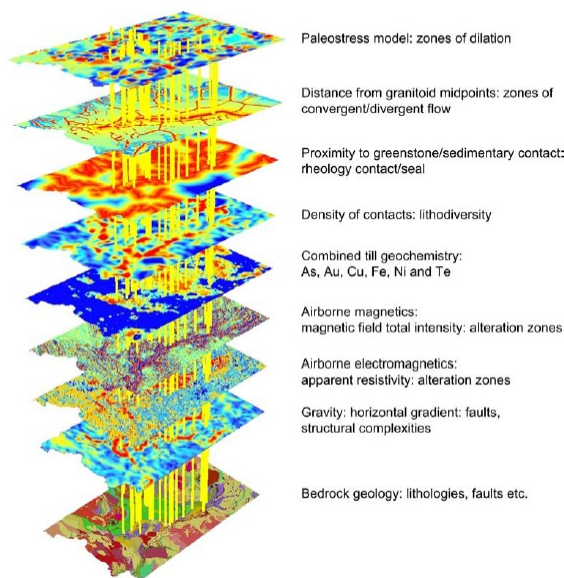 Paleostress model: zones of dilation
Distance from granitoid midpoints: zones of
convergent/divergent flow
Proximity to greenstone/sedimentary contact:
rheology contact/seal
Density of contacts: lithodiversity
Combined till geochemistry:
As, Au, Cu, Fe, Ni and Te
Airborne magnetics:
magnetic field total intensity: alteration zones
Airborne electromagnetics:
apparent resistivity: alteration zones
Gravity: horizontal gradient: faults,
structural complexities
Bedrock geology: lithologies, faults etc.